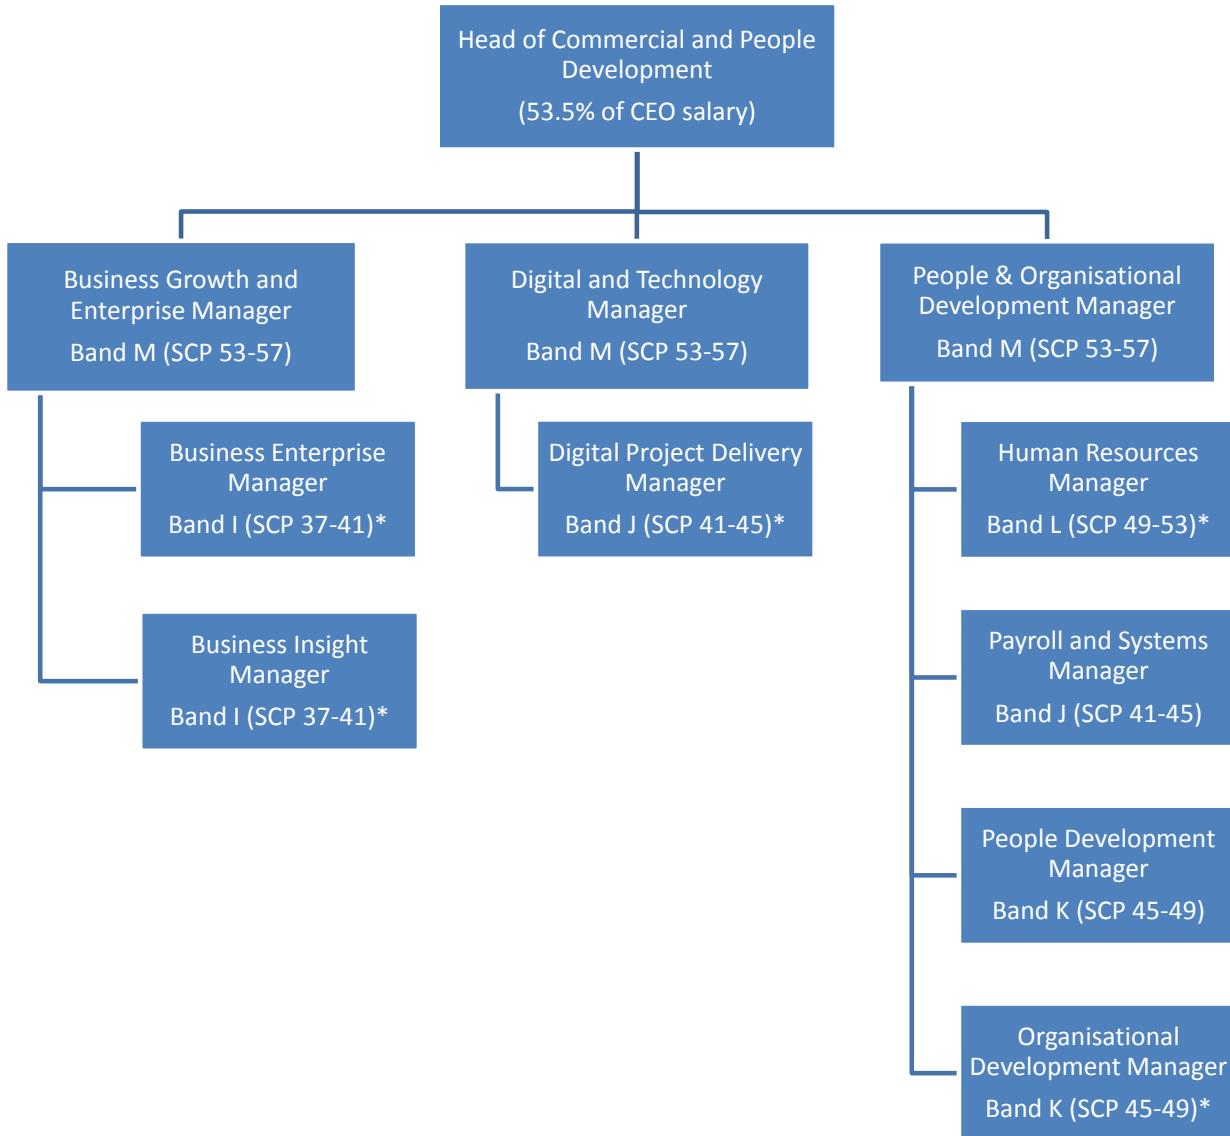 Head of Commercial and People
Development
(53.5% of CEO salary)
Business Growth and
Enterprise Manager
Band M (SCP 53-57)
Digital and Technology
Manager
Band M (SCP 53-57)
People & Organisational
Development Manager
Band M (SCP 53-57)
Business Enterprise
Manager
Band I (SCP 37-41)*
Business Insight
Manager
Band I (SCP 37-41)*
Digital Project Delivery
Manager
Band J (SCP 41-45)*
Human Resources
Manager
Band L (SCP 49-53)*
Payroll and Systems
Manager
Band J (SCP 41-45)
People Development
Manager
Band K (SCP 45-49)
Organisational
Development Manager
Band K (SCP 45-49)*